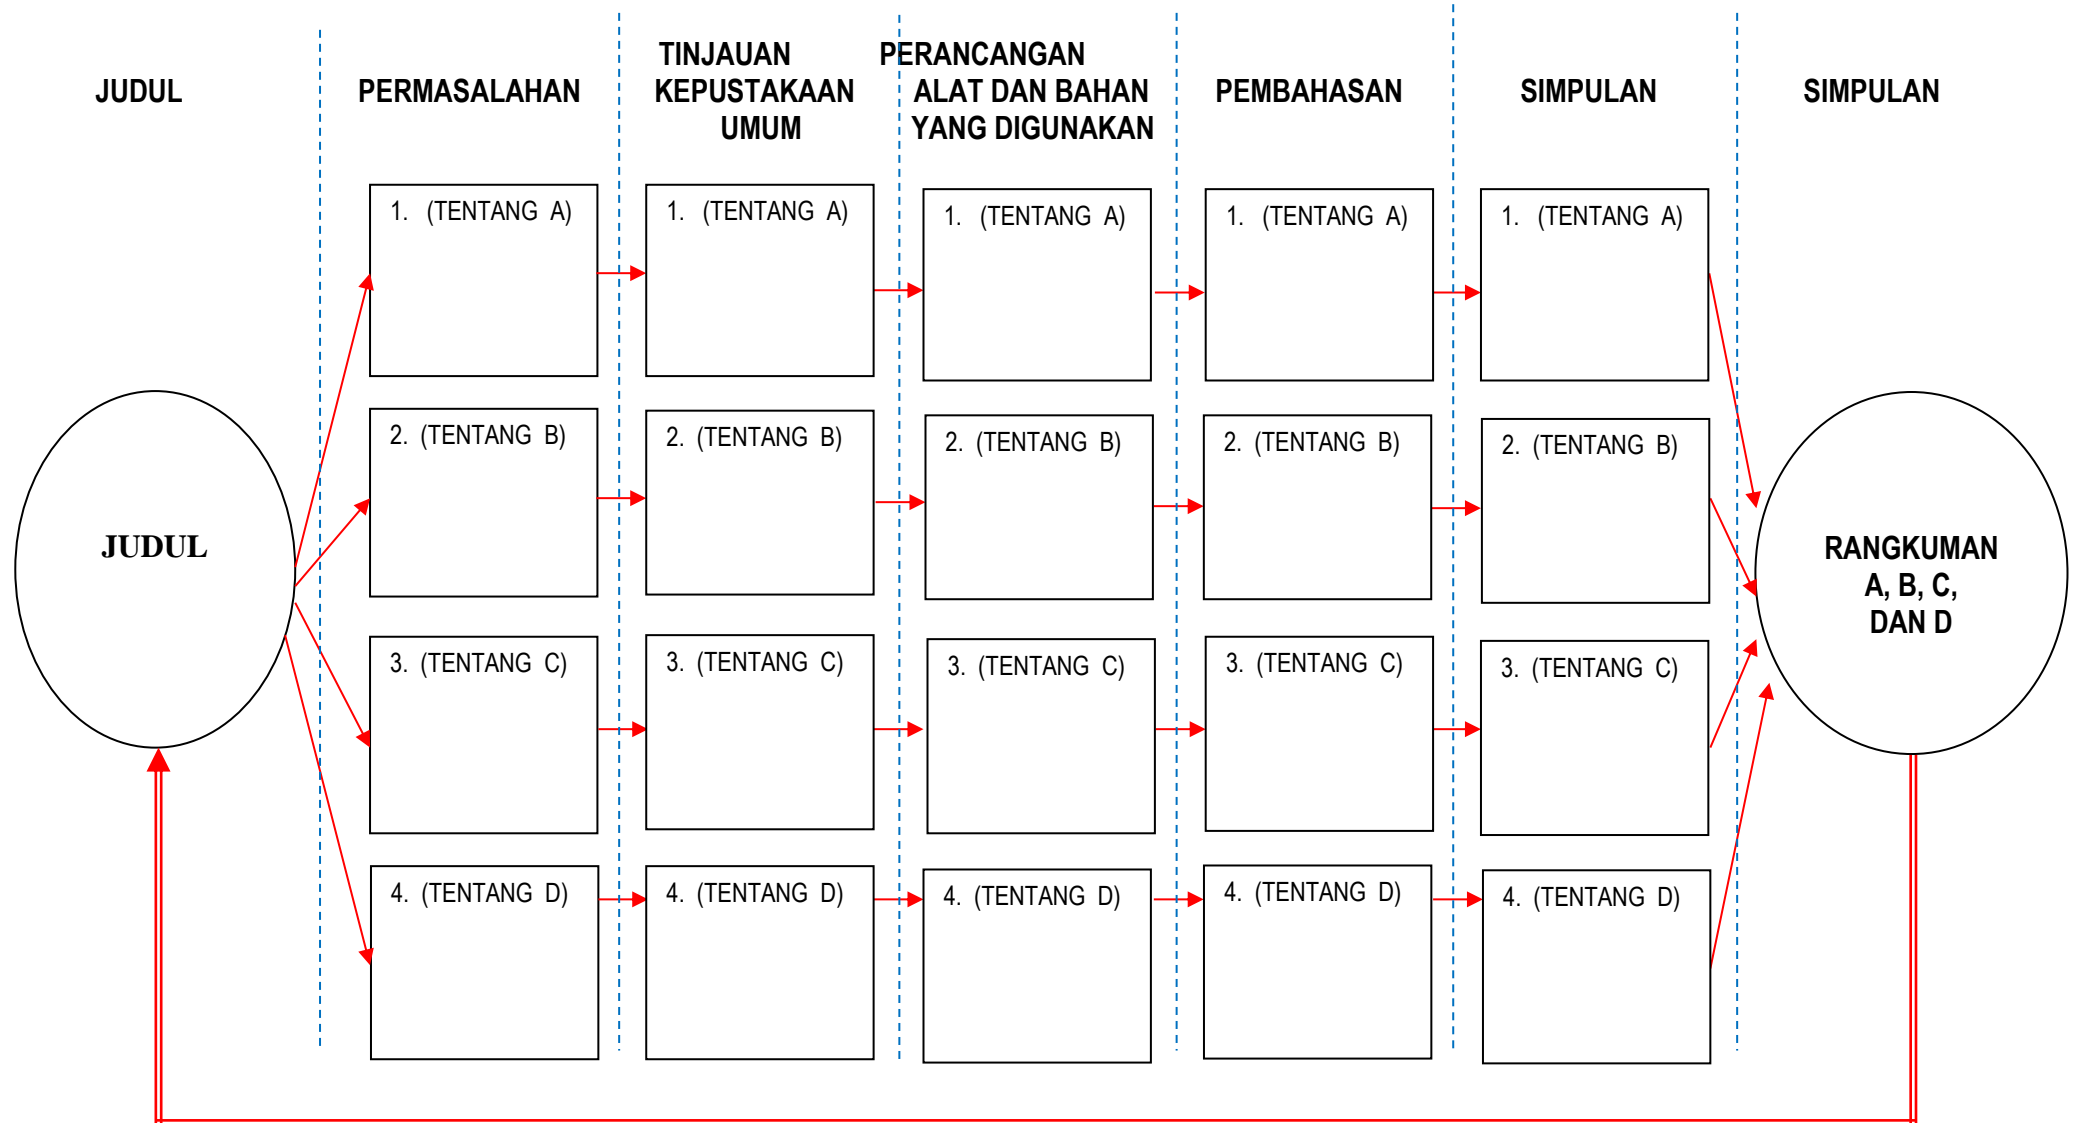 JUDUL
PERMASALAHAN
TINJAUAN
KEPUSTAKAAN
UMUM
PERANCANGAN
ALAT DAN BAHAN
YANG DIGUNAKAN
PEMBAHASAN
SIMPULAN
SIMPULAN
1. (TENTANG A)
1. (TENTANG A)
1. (TENTANG A)
1. (TENTANG A)
1. (TENTANG A)
2. (TENTANG B)
2. (TENTANG B)
2. (TENTANG B)
2. (TENTANG B)
2. (TENTANG B)
JUDUL
RANGKUMAN
A, B, C,
DAN D
3. (TENTANG C)
3. (TENTANG C)
3. (TENTANG C)
3. (TENTANG C)
3. (TENTANG C)
4. (TENTANG D)
4. (TENTANG D)
4. (TENTANG D)
4. (TENTANG D)
4. (TENTANG D)